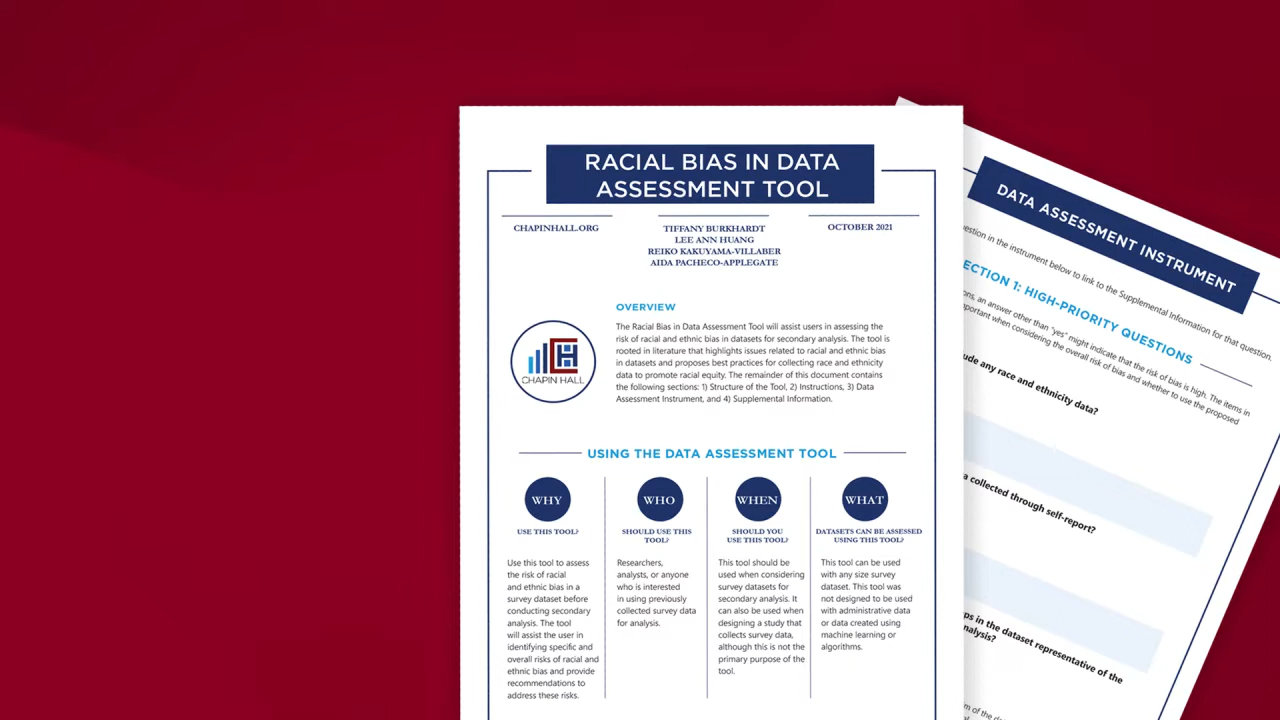 RACIAL BIAS IN DATA
ASSESSMENT TOOL
CHAPINHALL.ORG
TIFFANY BURKHARDT
LEE ANN HUANG
REIKO KAKUYAMA-VILLABER
AIDA PACHECO-APPLEGATE
OCTOBER 2021
OVERVIEW
The Racial Bias in Data Assessment Tool will assist users in assessing the
risk of racial and ethnic bias in datasets for secondary analysis. The tool is
rooted in literature that highlights issues related to racial and ethnic bias
in datasets and proposes best practices for collecting race and ethnicity
data to promote racial equity. The remainder of this document contains
the following sections: 1) Structure of the Tool, 2) Instructions, 3) Data
Assessment Instrument, and 4) Supplemental Information.
CHAPIN HALL
USING THE DATA ASSESSMENT TOOL
WHY
USE THIS TOOL?
Use this tool to assess
the risk of racial
and ethnic bias in a
survey dataset before
conducting secondary
analysis. The tool
will assist the user in
identifying specific and
overall risks of racial and
ethnic bias and provide
recommendations to
address these risks.
WHO
SHOULD USE THIS
TOOL?
Researchers,
analysts, or anyone
who is interested
in using previously
collected survey data
for analysis.
WHEN
SHOULD YOU
USE THIS TOOL?
This tool should be
used when considering
survey datasets for
secondary analysis. It
can also be used when
designing a study that
collects survey data,
although this is not the
primary purpose of the
tool.
WHAT
DATASETS CAN BE ASSESSED
USING THIS TOOL?
This tool can be used
with any size survey
dataset. This tool was
not designed to be used
with administrative data
or data created using
machine learning or
algorithms.
DATA ASSESSMENT INSTRUMENT
in the instrument below to link to the Supplemental Information for that question.
1: HIGH-PRIORITY QUESTIONS
an answer other than "yes" might indicate that the risk of bias is high. The items in
when considering the overall risk of bias and whether to use the proposed
any race and ethnicity data?
collected through self-report?
in the dataset representative of the